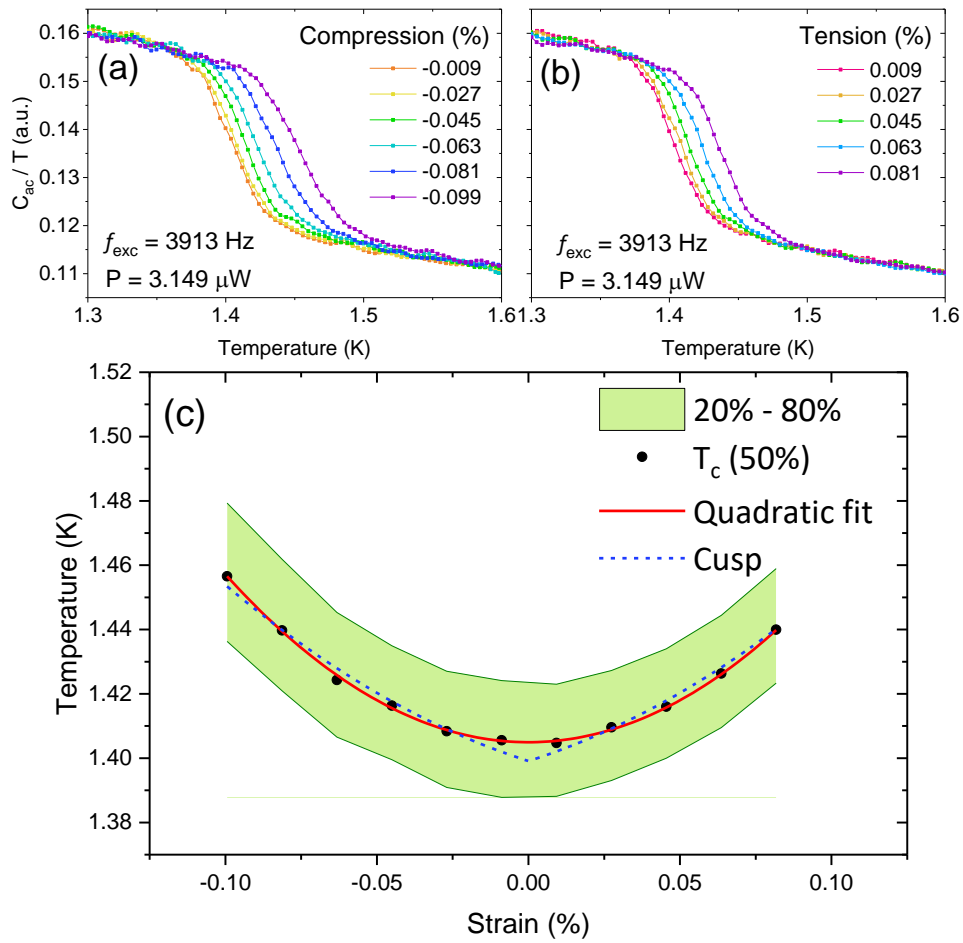 0.16
0.15
0.14
0.13
0.12
0.11
C_ac / T (a.u.)
(a)
Compression (%)
-0.009
-0.027
-0.045
-0.063
-0.081
-0.099
f_exc = 3913 Hz
P = 3.149 μW
1.3 1.4 1.5 1.6
Temperature (K)
(b)
Tension (%)
0.009
0.027
0.045
0.063
0.081
f_exc = 3913 Hz
P = 3.149 μW
1.3 1.4 1.5 1.6
Temperature (K)
(c)
1.52
1.50
1.48
1.46
1.44
1.42
1.40
1.38
Temperature (K)
20% - 80%
T_c (50%)
Quadratic fit
Cusp
-0.10 -0.05 0.00 0.05 0.10
Strain (%)